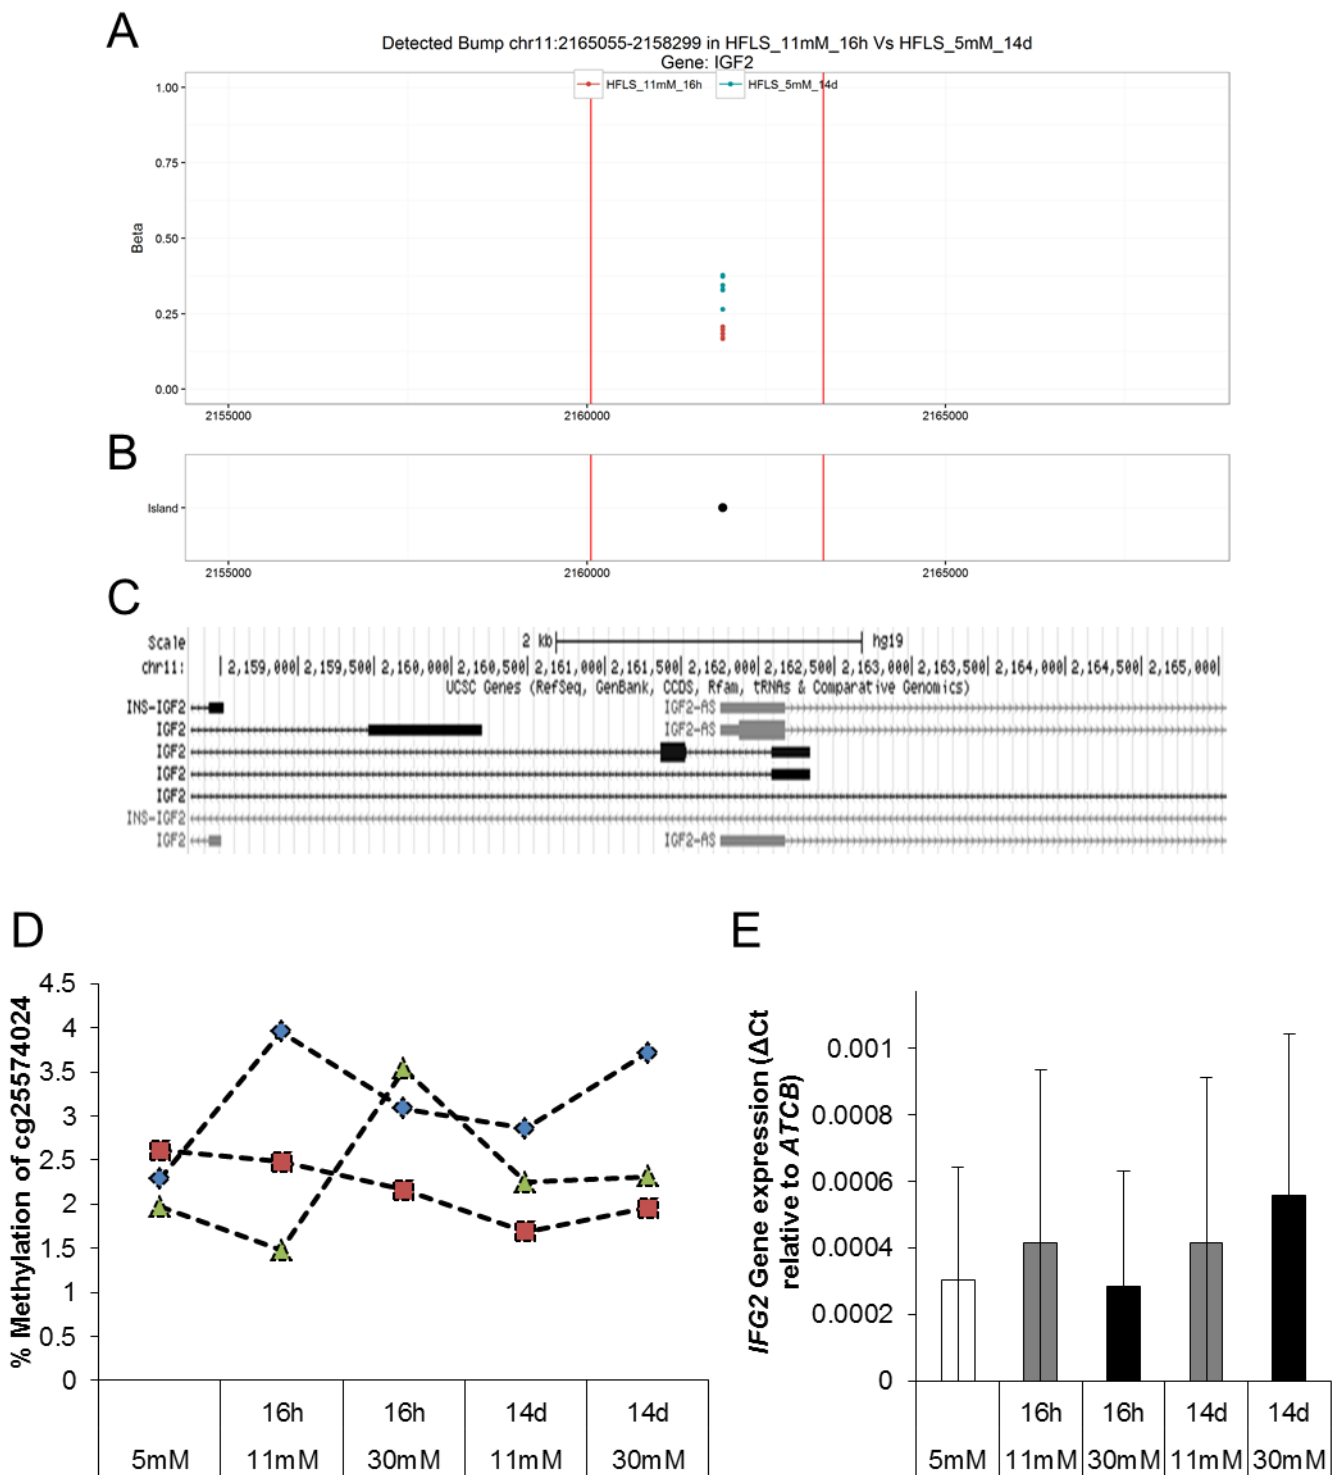 A
Detected Bump chr11:2165055-2158299 in HFLS_11mM_16h Vs HFLS_5mM_14d
Gene: IGF2
HFLS_11mM_16h HFLS_5mM_14d
1.00
0.75
0.50
0.25
0.00
Beta
2155000 2160000 2165000
B
Island
2155000 2160000 2165000
C
Scale 2 kb hg19
chr11: 2,159,000 2,159,500 2,160,000 2,160,500 2,161,000 2,161,500 2,162,000 2,162,500 2,163,000 2,163,500 2,164,000 2,164,500 2,165,000
UCSC Genes (RefSeq, GenBank, CCDS, Rfam, tRNAs & Comparative Genomics)
INS-IGF2 IGF2-AS
IGF2 IGF2-AS
IGF2
IGF2
IGF2
INS-IGF2
IGF2 IGF2-AS
D
% Methylation of cg25574024
4.5
4
3.5
3
2.5
2
1.5
1
0.5
0
16h 16h 14d 14d
5mM 11mM 30mM 11mM 30mM
E
IFG2 Gene expression (ΔCt
relative to ATCB)
0.001
0.0008
0.0006
0.0004
0.0002
0
16h 16h 14d 14d
5mM 11mM 30mM 11mM 30mM